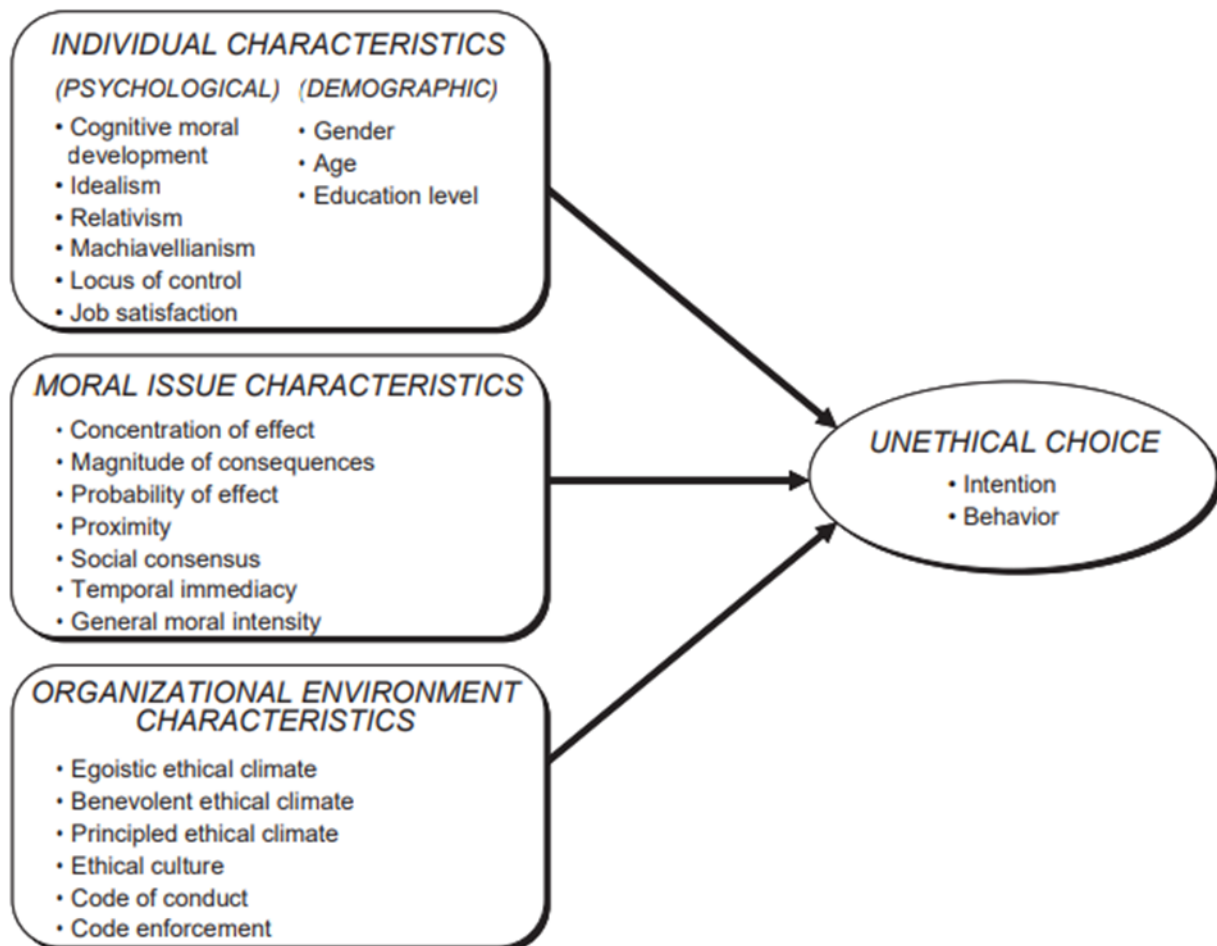 INDIVIDUAL CHARACTERISTICS
(PSYCHOLOGICAL) (DEMOGRAPHIC)
• Cognitive moral
development
• Idealism
• Relativism
• Machiavellianism
• Locus of control
• Job satisfaction
• Gender
• Age
• Education level
MORAL ISSUE CHARACTERISTICS
• Concentration of effect
• Magnitude of consequences
• Probability of effect
• Proximity
• Social consensus
• Temporal immediacy
• General moral intensity
ORGANIZATIONAL ENVIRONMENT
CHARACTERISTICS
• Egoistic ethical climate
• Benevolent ethical climate
• Principled ethical climate
• Ethical culture
• Code of conduct
• Code enforcement
UNETHICAL CHOICE
• Intention
• Behavior